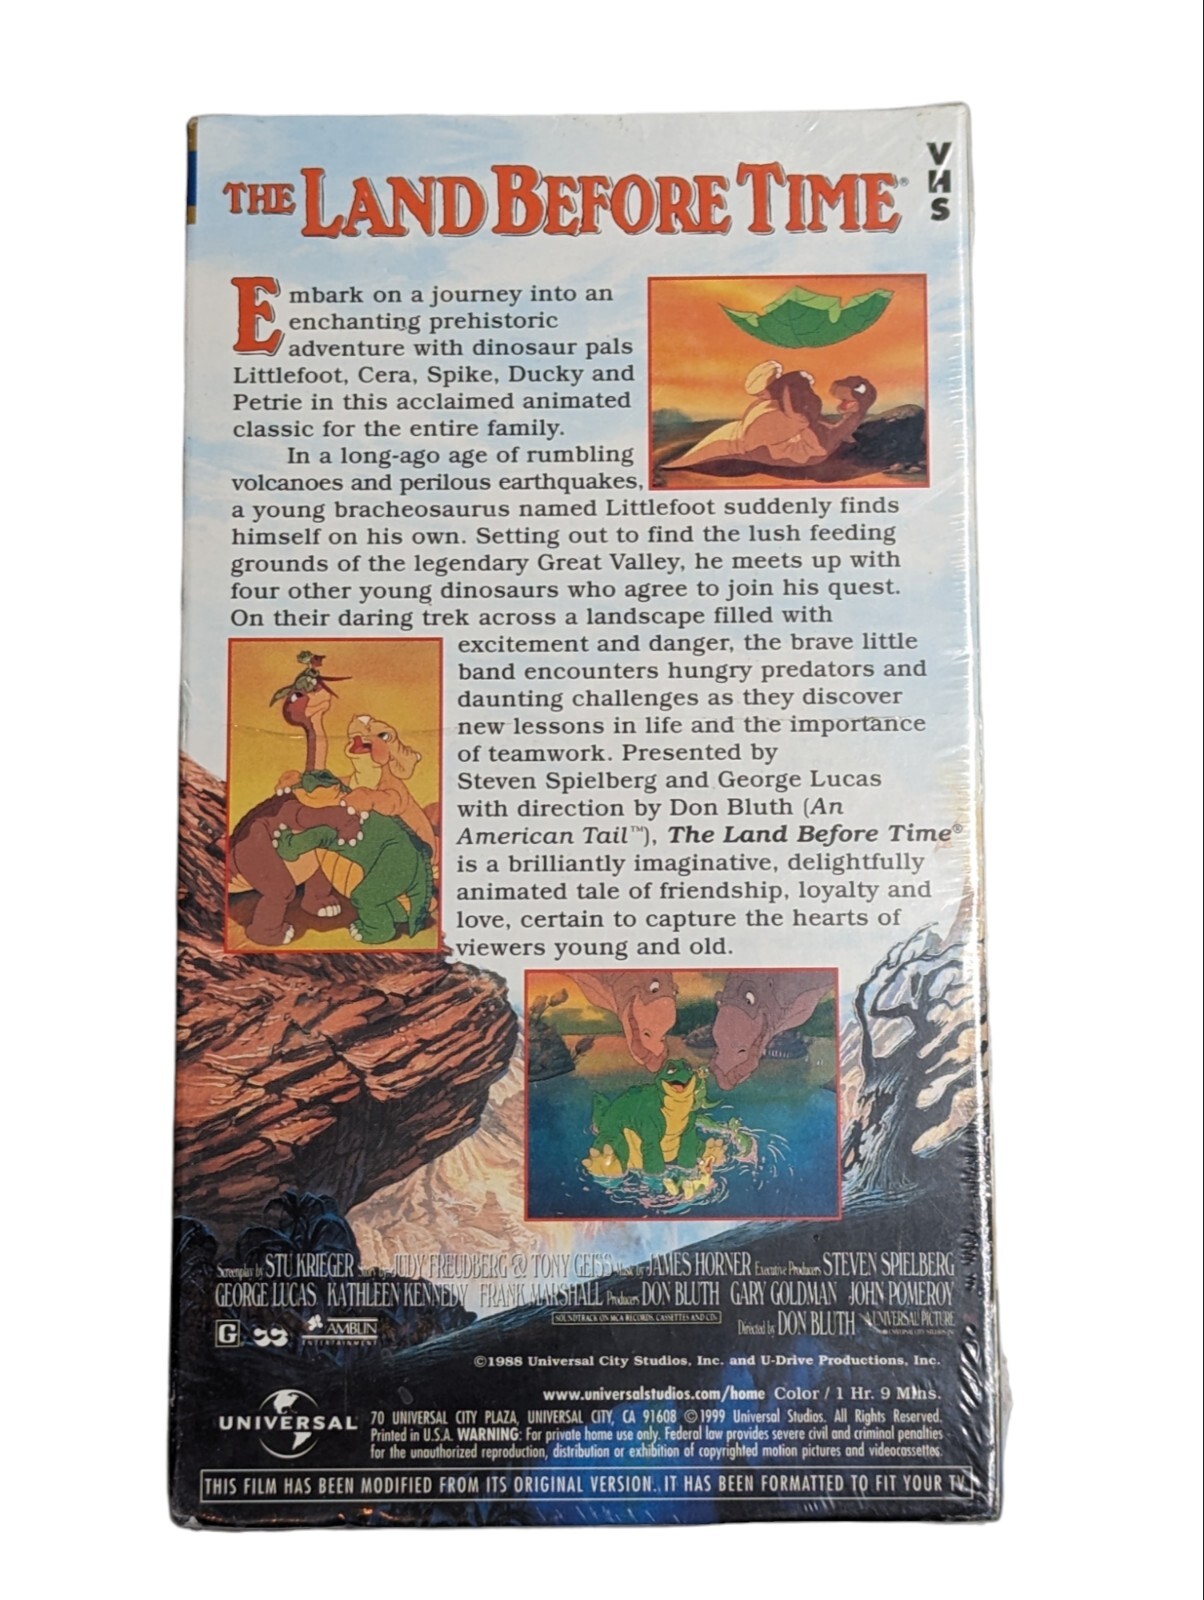 THE LAND BEFORE TIME®
VHS
Embark on a journey into an
enchanting prehistoric
adventure with dinosaur pals
Littlefoot, Cera, Spike, Ducky and
Petrie in this acclaimed animated
classic for the entire family.
In a long-ago age of rumbling
volcanoes and perilous earthquakes,
a young bracheosaurus named Littlefoot suddenly finds
himself on his own. Setting out to find the lush feeding
grounds of the legendary Great Valley, he meets up with
four other young dinosaurs who agree to join his quest.
On their daring trek across a landscape filled with
excitement and danger, the brave little
band encounters hungry predators and
daunting challenges as they discover
new lessons in life and the importance
of teamwork. Presented by
Steven Spielberg and George Lucas
with direction by Don Bluth (An
American Tail™), The Land Before Time®
is a brilliantly imaginative, delightfully
animated tale of friendship, loyalty and
love, certain to capture the hearts of
viewers young and old.
Screenplay by STU KRIEGER Story by JUDY FREUDBERG @ TONY GEISS Music by JAMES HORNER Executive Producers STEVEN SPIELBERG
GEORGE LUCAS KATHLEEN KENNEDY FRANK MARSHALL Producers DON BLUTH GARY GOLDMAN JOHN POMEROY
G AMBLIN ENTERTAINMENT SOUNDTRACK ON MCA RECORDS, CASSETTES AND CDs Directed by DON BLUTH A UNIVERSAL PICTURE
©1988 Universal City Studios, Inc. and U-Drive Productions, Inc.
www.universalstudios.com/home Color / 1 Hr. 9 Mins.
UNIVERSAL
70 UNIVERSAL CITY PLAZA, UNIVERSAL CITY, CA 91608 ©1999 Universal Studios. All Rights Reserved.
Printed in U.S.A. WARNING: For private home use only. Federal law provides severe civil and criminal penalties
for the unauthorized reproduction, distribution or exhibition of copyrighted motion pictures and videocassettes.
THIS FILM HAS BEEN MODIFIED FROM ITS ORIGINAL VERSION. IT HAS BEEN FORMATTED TO FIT YOUR TV.